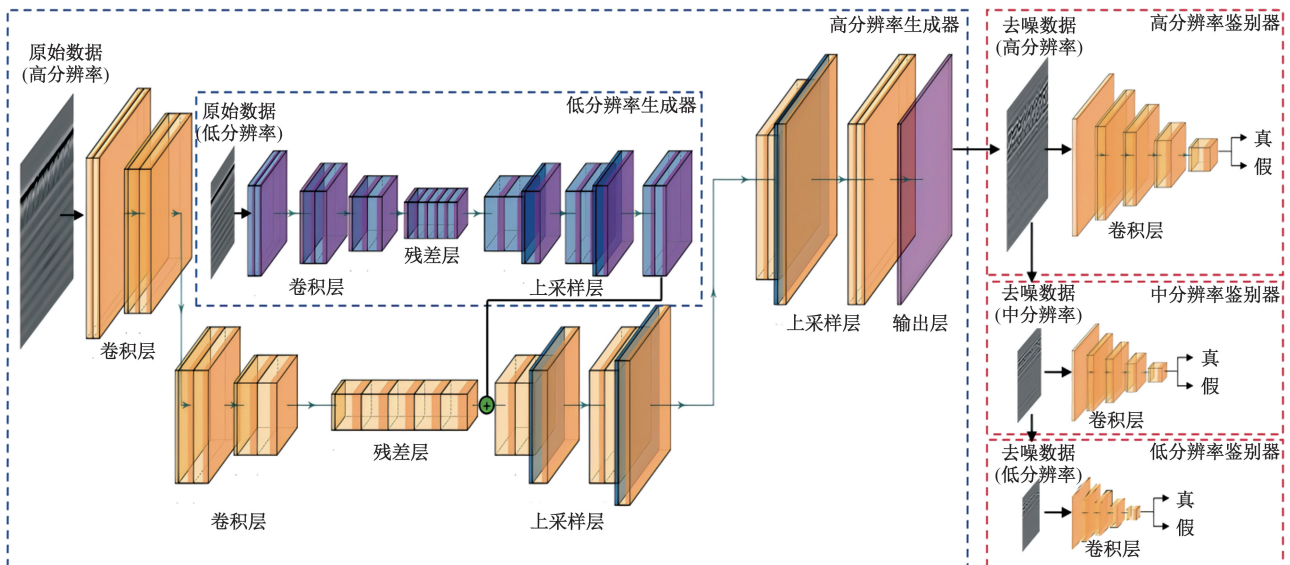 高分辨率生成器
原始数据
(高分辨率)
卷积层
低分辨率生成器
原始数据
(低分辨率)
卷积层
残差层
上采样层
卷积层
残差层
上采样层
上采样层
输出层
高分辨率鉴别器
去噪数据
(高分辨率)
卷积层
真
假
中分辨率鉴别器
去噪数据
(中分辨率)
卷积层
真
假
低分辨率鉴别器
去噪数据
(低分辨率)
卷积层
真
假